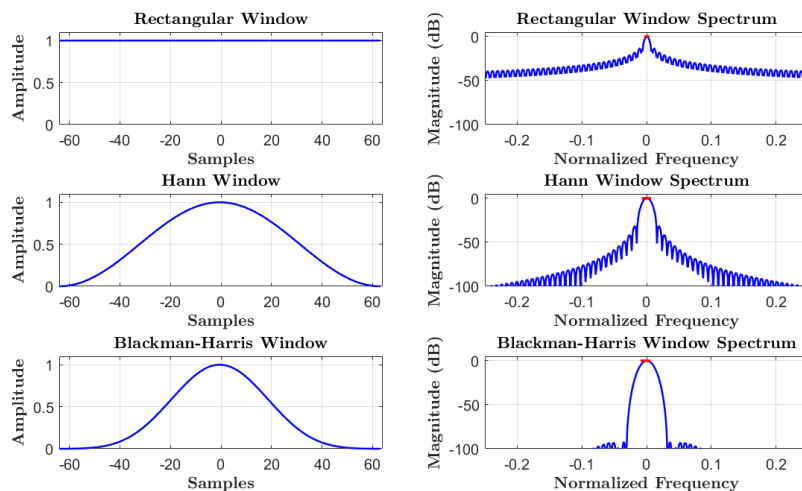 Rectangular Window
Amplitude
1
0.5
0
-60 -40 -20 0 20 40 60
Samples
Rectangular Window Spectrum
Magnitude (dB)
0
-50
-100
-0.2 -0.1 0 0.1 0.2
Normalized Frequency
Hann Window
Amplitude
1
0.5
0
-60 -40 -20 0 20 40 60
Samples
Hann Window Spectrum
Magnitude (dB)
0
-50
-100
-0.2 -0.1 0 0.1 0.2
Normalized Frequency
Blackman-Harris Window
Amplitude
1
0.5
0
-60 -40 -20 0 20 40 60
Samples
Blackman-Harris Window Spectrum
Magnitude (dB)
0
-50
-100
-0.2 -0.1 0 0.1 0.2
Normalized Frequency